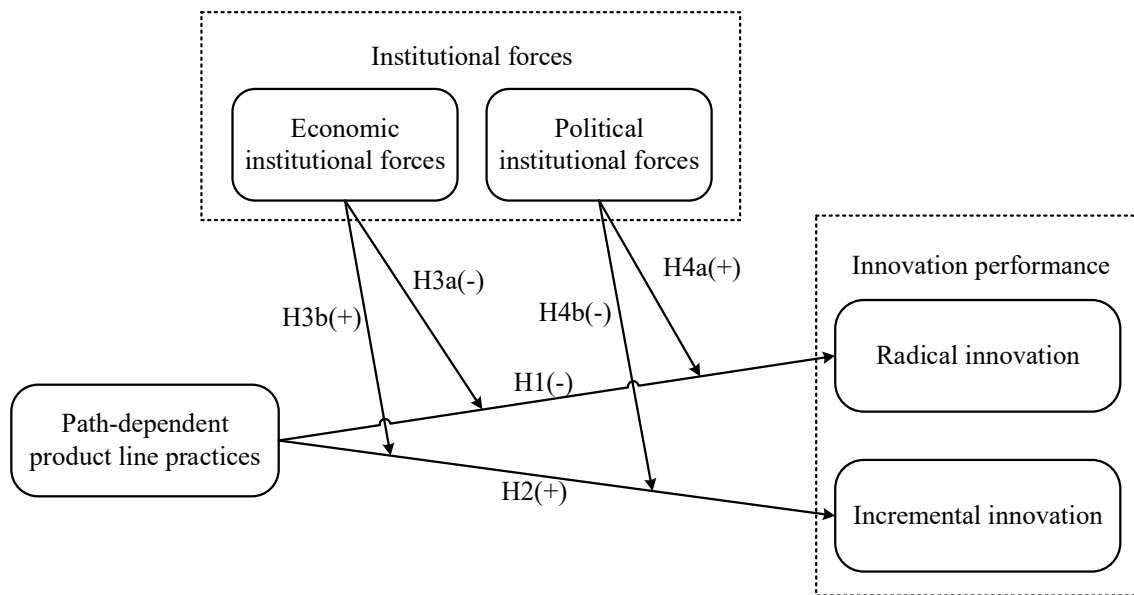 Institutional forces
Economic
institutional forces
Political
institutional forces
H3a(-)
H4a(+)
H3b(+)
H4b(-)
Innovation performance
Radical innovation
H1(-)
Path-dependent
product line practices
H2(+)
Incremental innovation